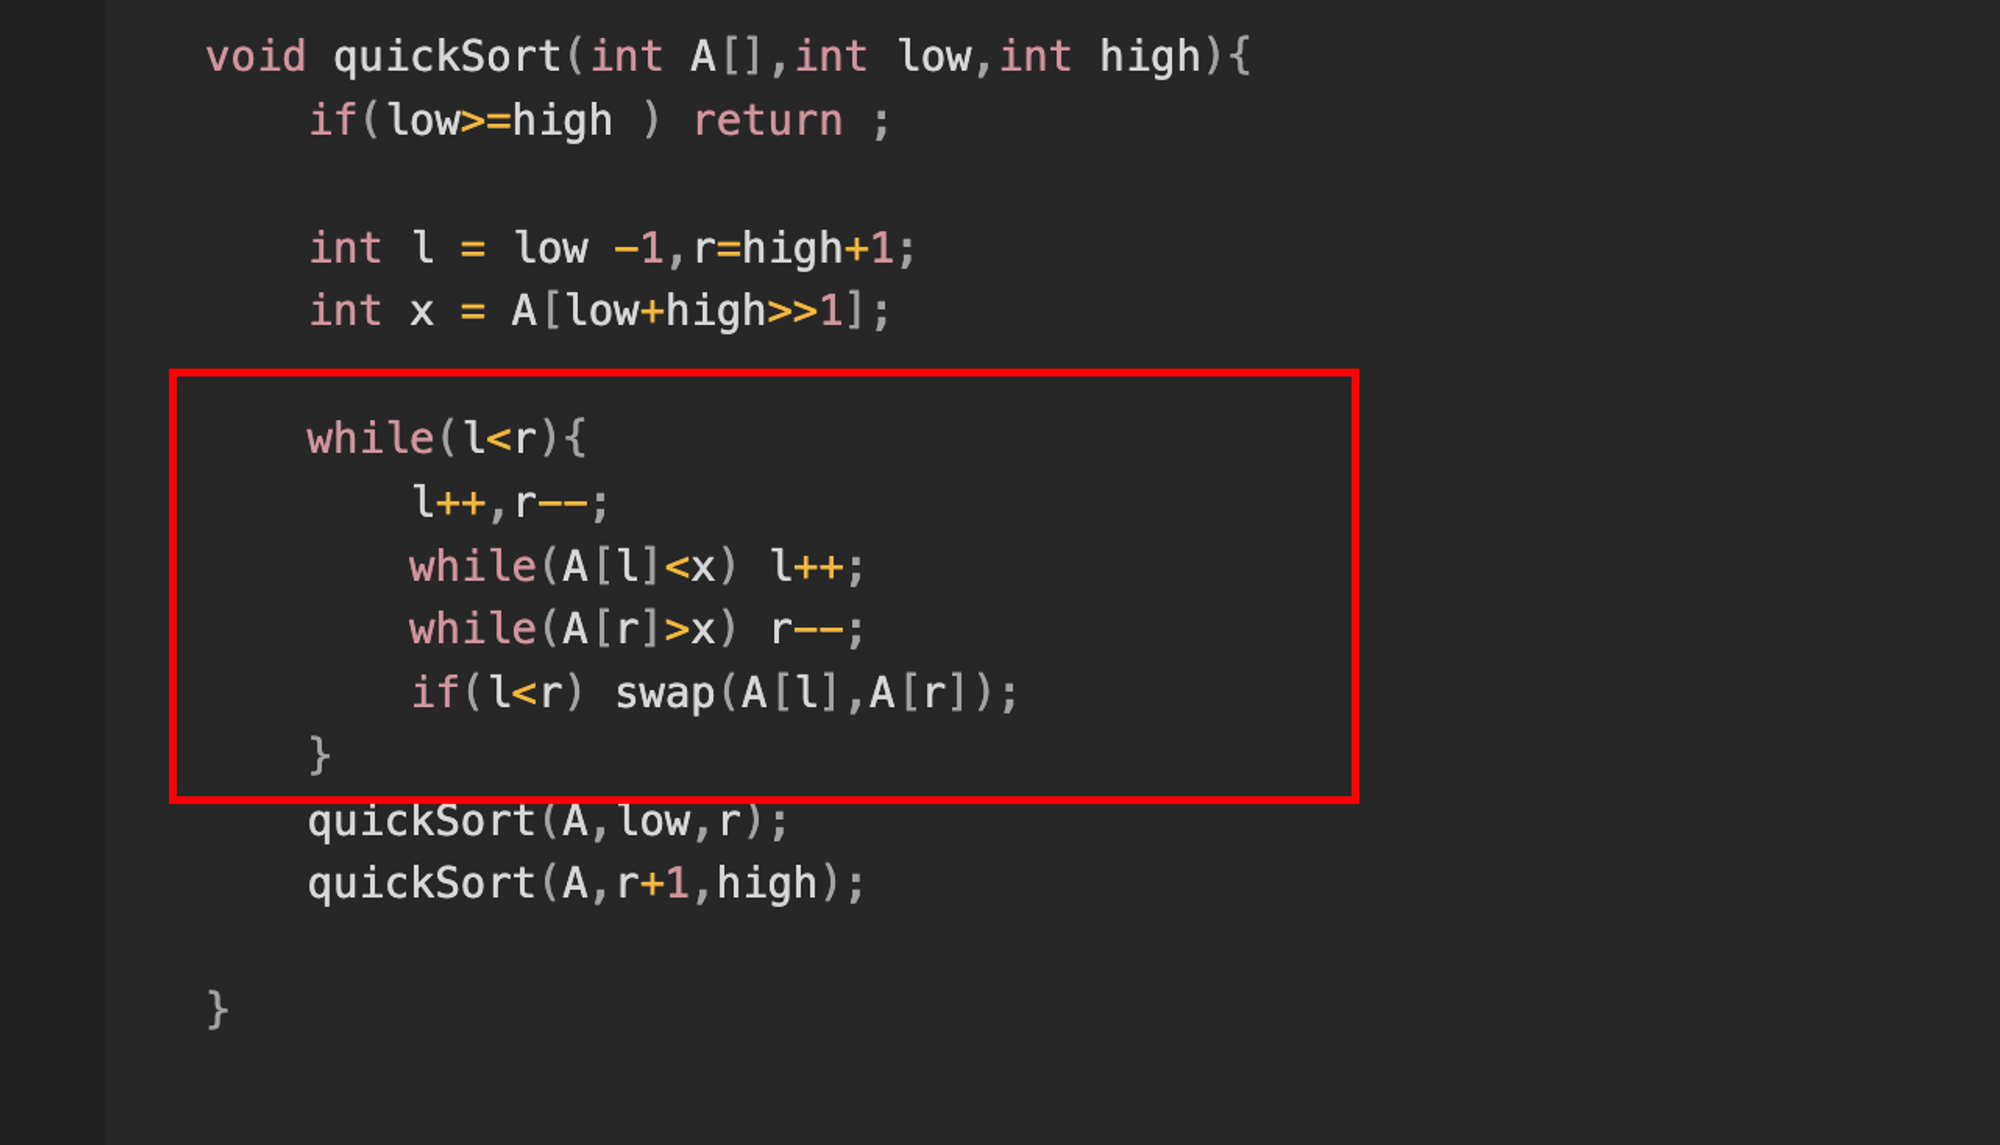 void quickSort(int A[],int low,int high){
if(low>=high ) return ;
int l = low -1,r=high+1;
int x = A[low+high>>1];
while(l<r){
l++,r--;
while(A[l]<x) l++;
while(A[r]>x) r--;
if(l<r) swap(A[l],A[r]);
}
quickSort(A,low,r);
quickSort(A,r+1,high);
}